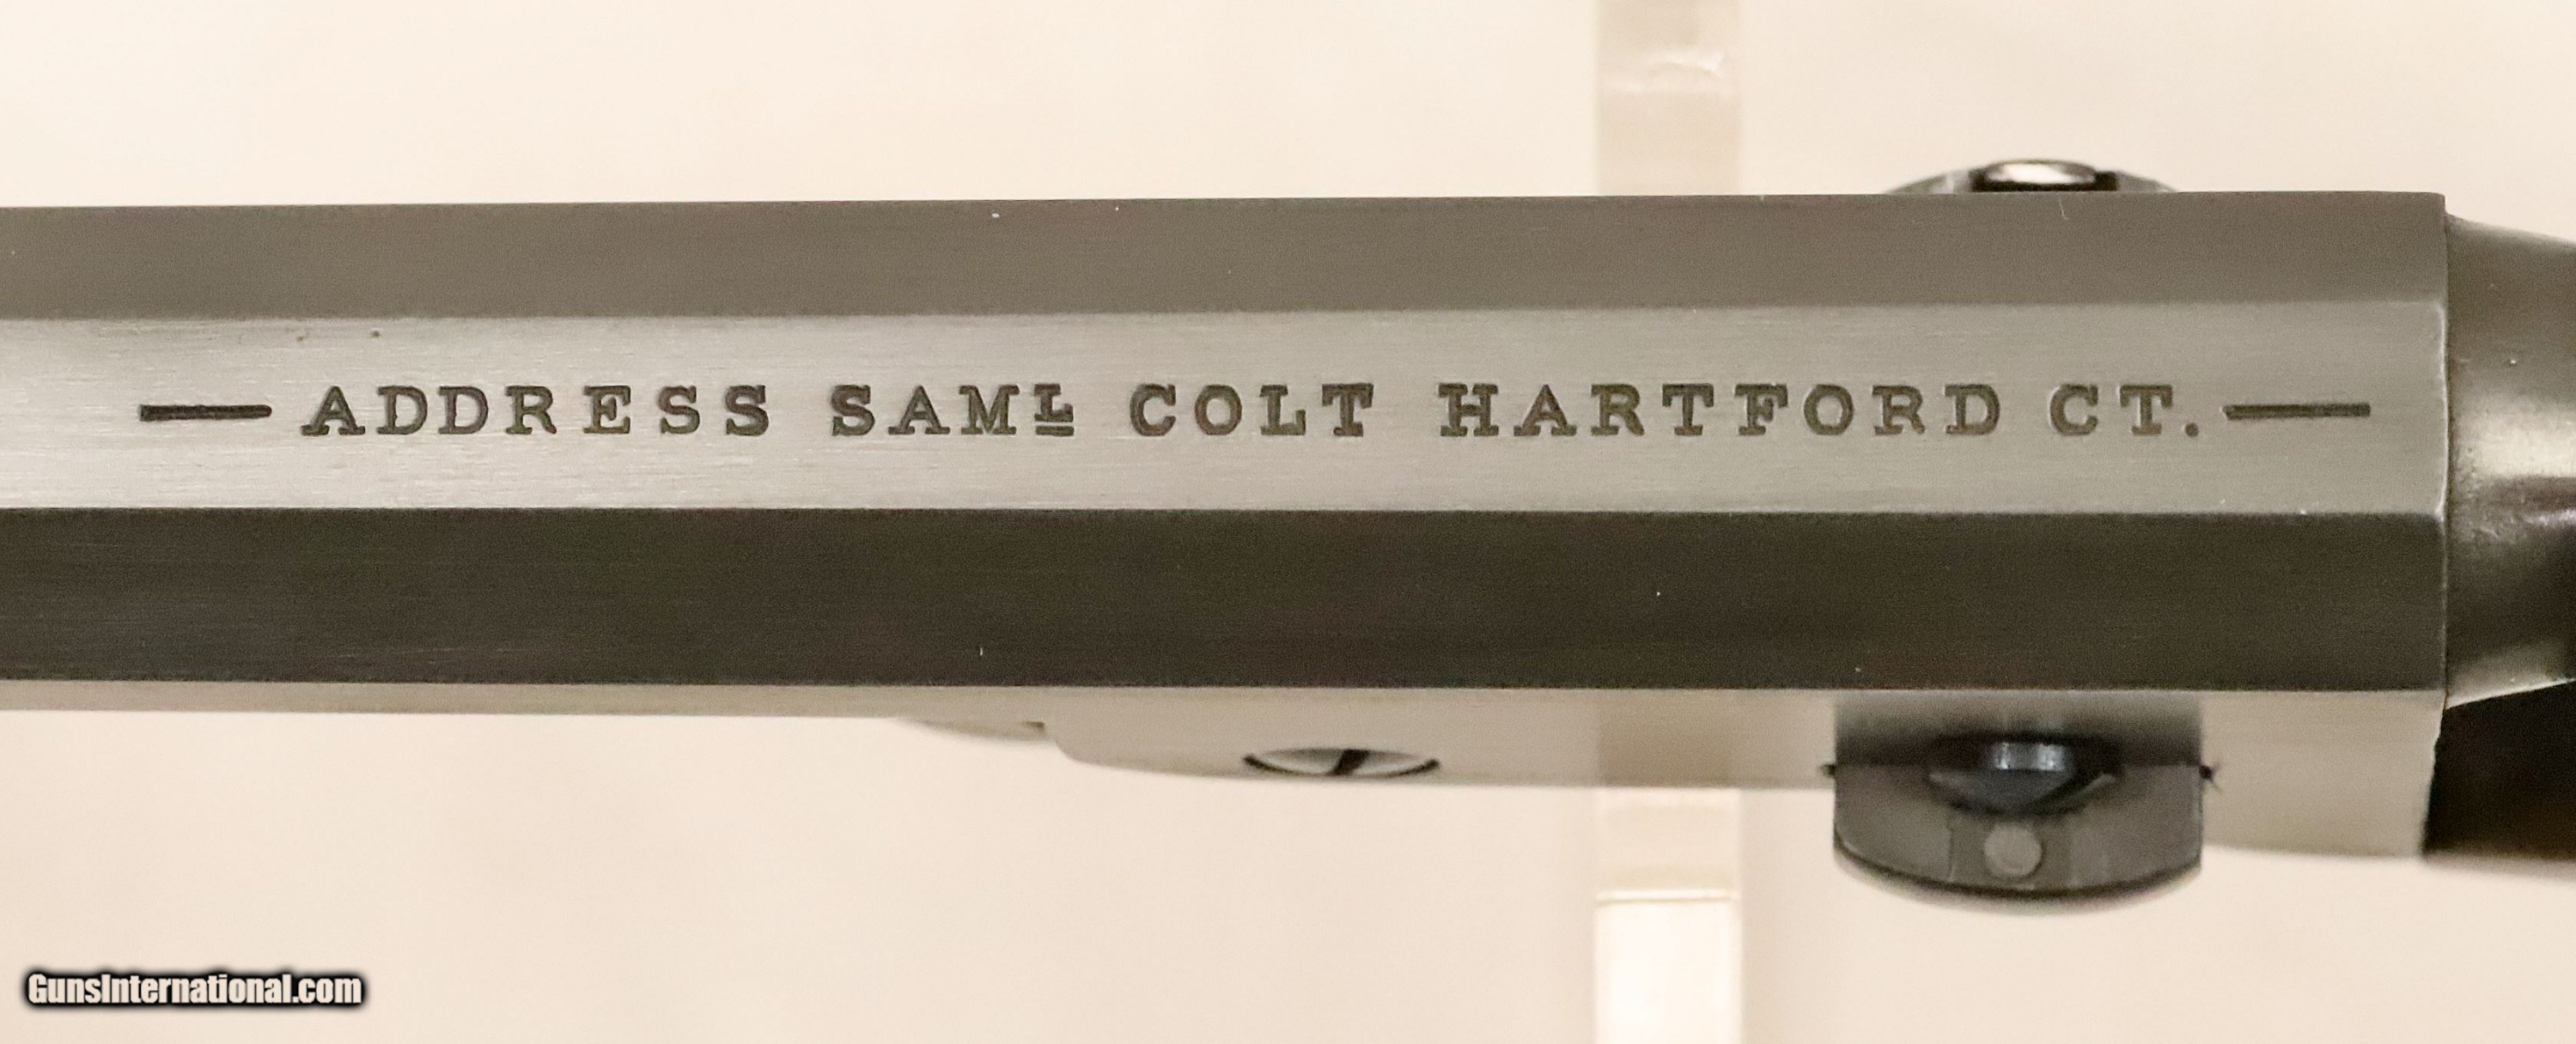 — ADDRESS SAMᴸ COLT HARTFORD CT. —
GunsInternational.com